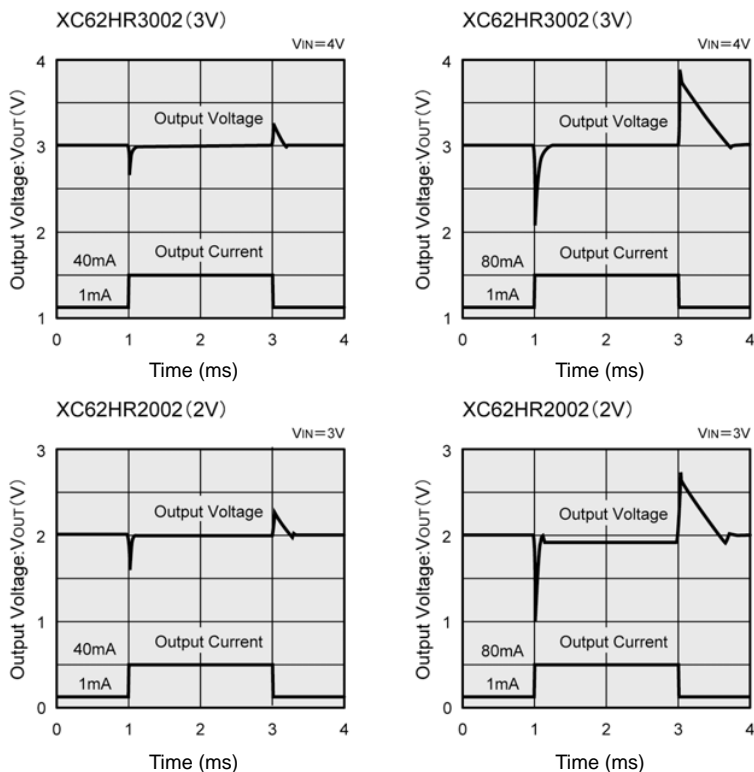 XC62HR3002(3V)
VIN=4V
Output Voltage:VOUT(V)
4
3
2
1
Output Voltage
Output Current
40mA
1mA
0 1 2 3 4
Time (ms)
XC62HR3002(3V)
VIN=4V
Output Voltage:VOUT(V)
4
3
2
1
Output Voltage
Output Current
80mA
1mA
0 1 2 3 4
Time (ms)
XC62HR2002(2V)
VIN=3V
Output Voltage:VOUT(V)
3
2
1
0
Output Voltage
Output Current
40mA
1mA
0 1 2 3 4
Time (ms)
XC62HR2002(2V)
VIN=3V
Output Voltage:VOUT(V)
3
2
1
0
Output Voltage
Output Current
80mA
1mA
0 1 2 3 4
Time (ms)